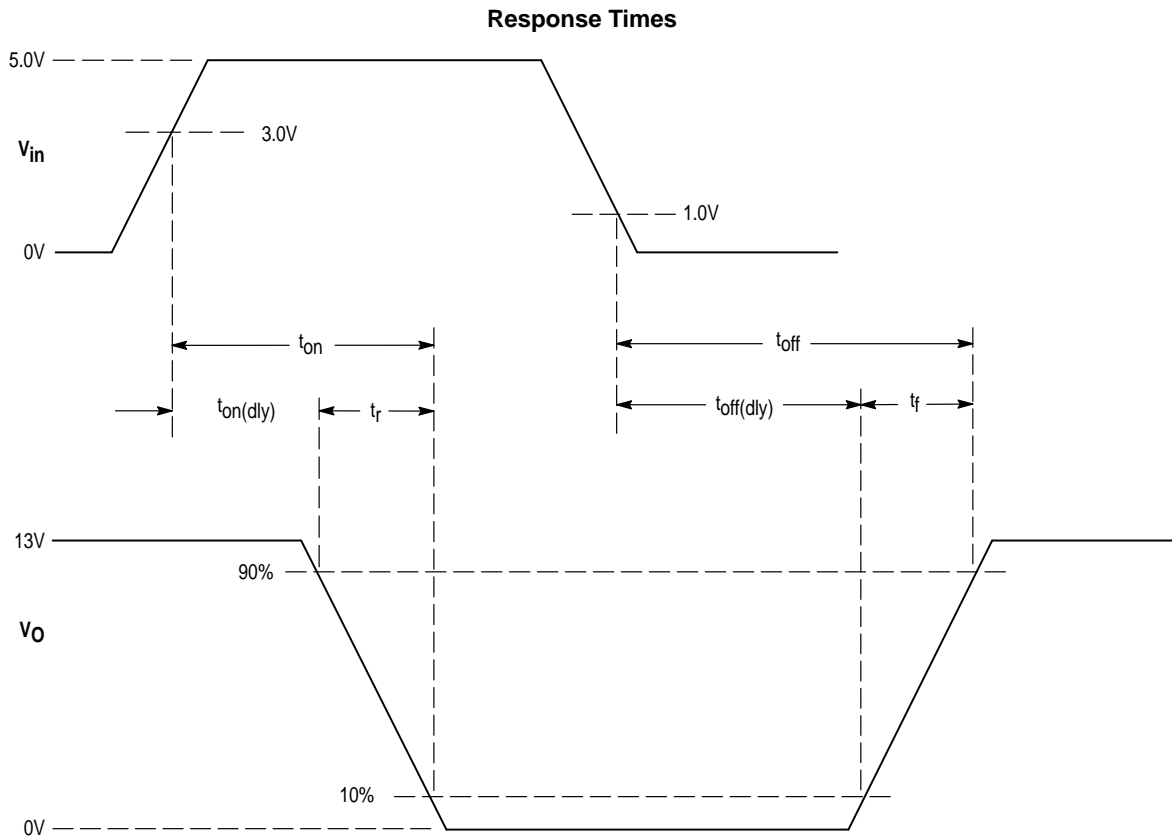 Response Times
5.0V
3.0V
Vin
1.0V
0V
ton
toff
ton(dly)
tr
toff(dly)
tf
13V
90%
VO
10%
0V